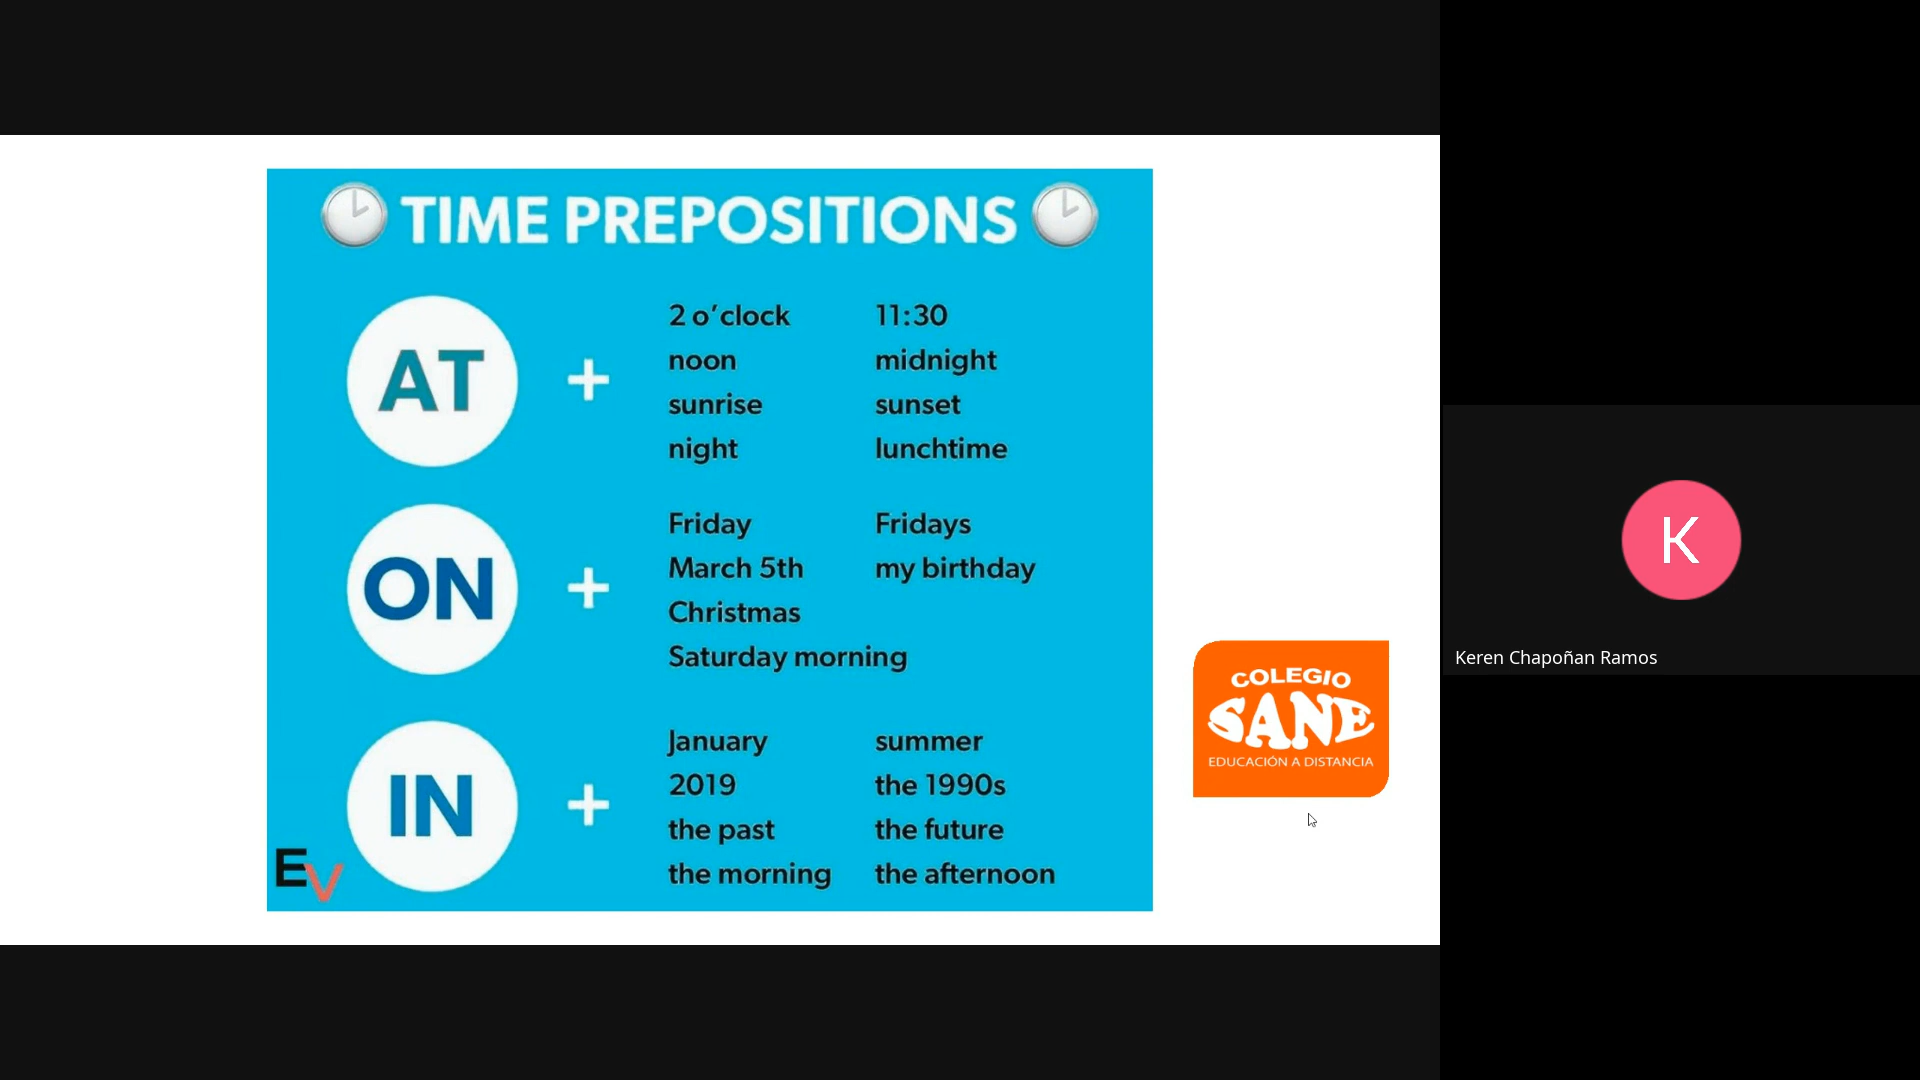 TIME PREPOSITIONS
AT + 2 o'clock 11:30
noon midnight
sunrise sunset
night lunchtime
ON + Friday Fridays
March 5th my birthday
Christmas
Saturday morning
IN + January summer
2019 the 1990s
the past the future
the morning the afternoon
EV
COLEGIO
SANE
EDUCACIÓN A DISTANCIA
K
Keren Chapoñan Ramos